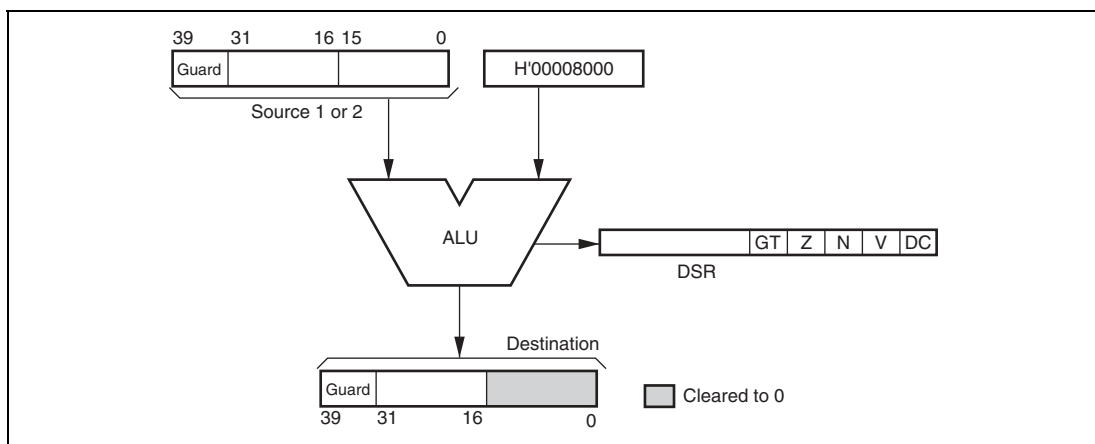 39 31 16 15 0
Guard
H'00008000
Source 1 or 2
ALU
GT Z N V DC
DSR
Destination
Guard
Cleared to 0
39 31 16 0